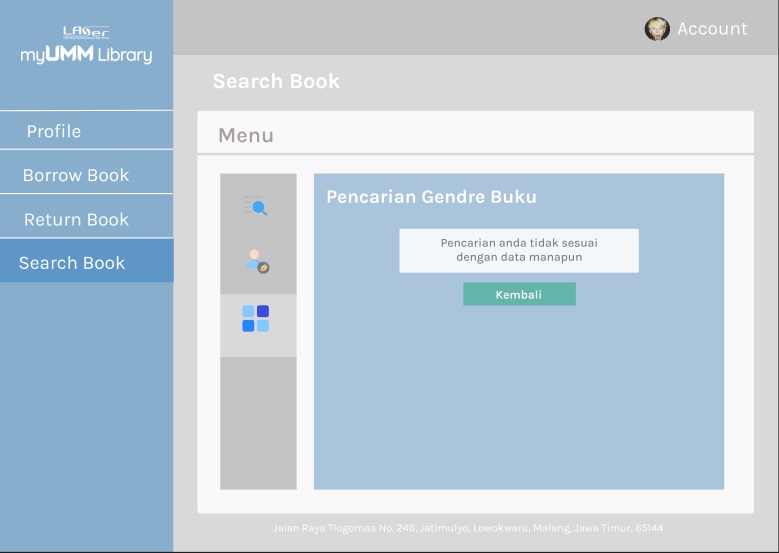 LASer
myUMM Library
Account
Search Book
Profile
Borrow Book
Return Book
Search Book
Menu
Pencarian Gendre Buku
Pencarian anda tidak sesuai
dengan data manapun
Kembali
Jalan Raya Tlogomas No. 246, Jatimulyo, Lowokwaru, Malang, Jawa Timur, 65144